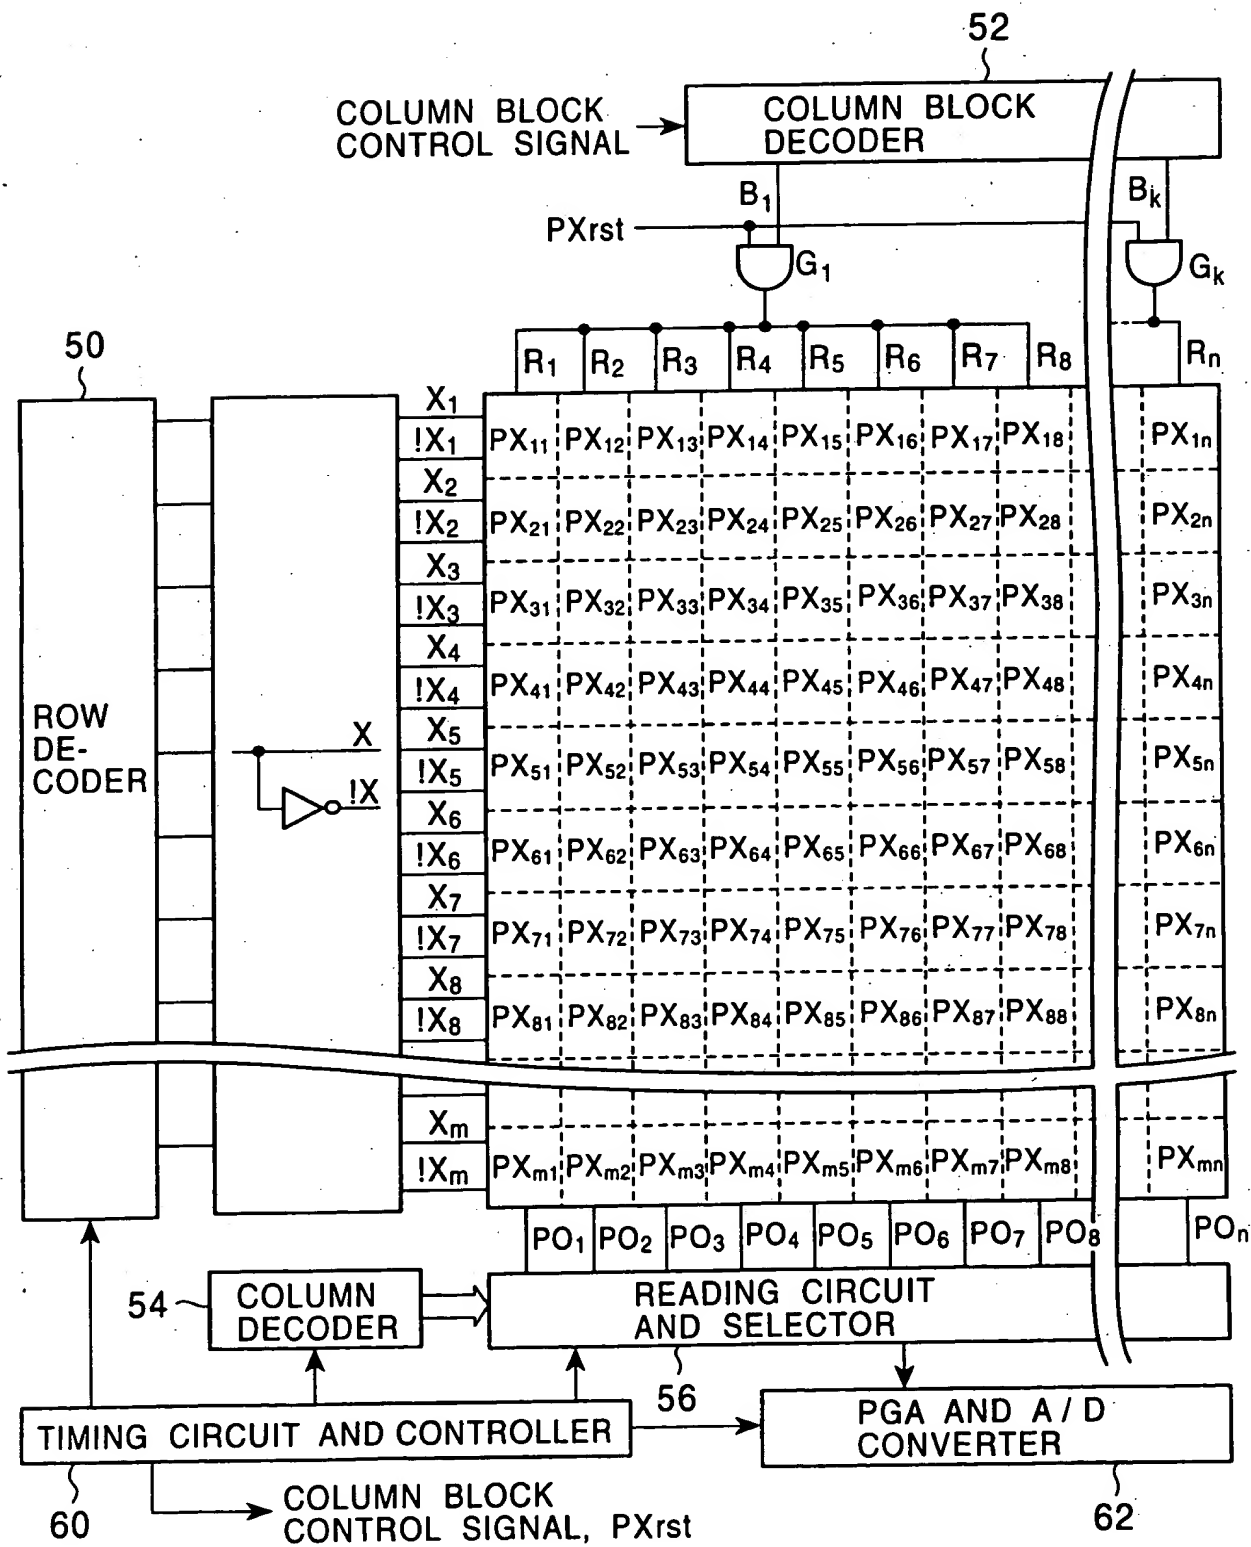 52
COLUMN BLOCK
CONTROL SIGNAL
COLUMN BLOCK
DECODER
B1
Bk
PXrst
G1
Gk
50
R1 R2 R3 R4 R5 R6 R7 R8 Rn
X1
!X1 PX11 PX12 PX13 PX14 PX15 PX16 PX17 PX18 PX1n
X2
!X2 PX21 PX22 PX23 PX24 PX25 PX26 PX27 PX28 PX2n
X3
!X3 PX31 PX32 PX33 PX34 PX35 PX36 PX37 PX38 PX3n
X4
!X4 PX41 PX42 PX43 PX44 PX45 PX46 PX47 PX48 PX4n
ROW
DE-
CODER
X
!X
X5
!X5 PX51 PX52 PX53 PX54 PX55 PX56 PX57 PX58 PX5n
X6
!X6 PX61 PX62 PX63 PX64 PX65 PX66 PX67 PX68 PX6n
X7
!X7 PX71 PX72 PX73 PX74 PX75 PX76 PX77 PX78 PX7n
X8
!X8 PX81 PX82 PX83 PX84 PX85 PX86 PX87 PX88 PX8n
Xm
!Xm PXm1 PXm2 PXm3 PXm4 PXm5 PXm6 PXm7 PXm8 PXmn
PO1 PO2 PO3 PO4 PO5 PO6 PO7 PO8 POn
54
COLUMN
DECODER
READING CIRCUIT
AND SELECTOR
56
TIMING CIRCUIT AND CONTROLLER
PGA AND A/D
CONVERTER
60
COLUMN BLOCK
CONTROL SIGNAL, PXrst
62